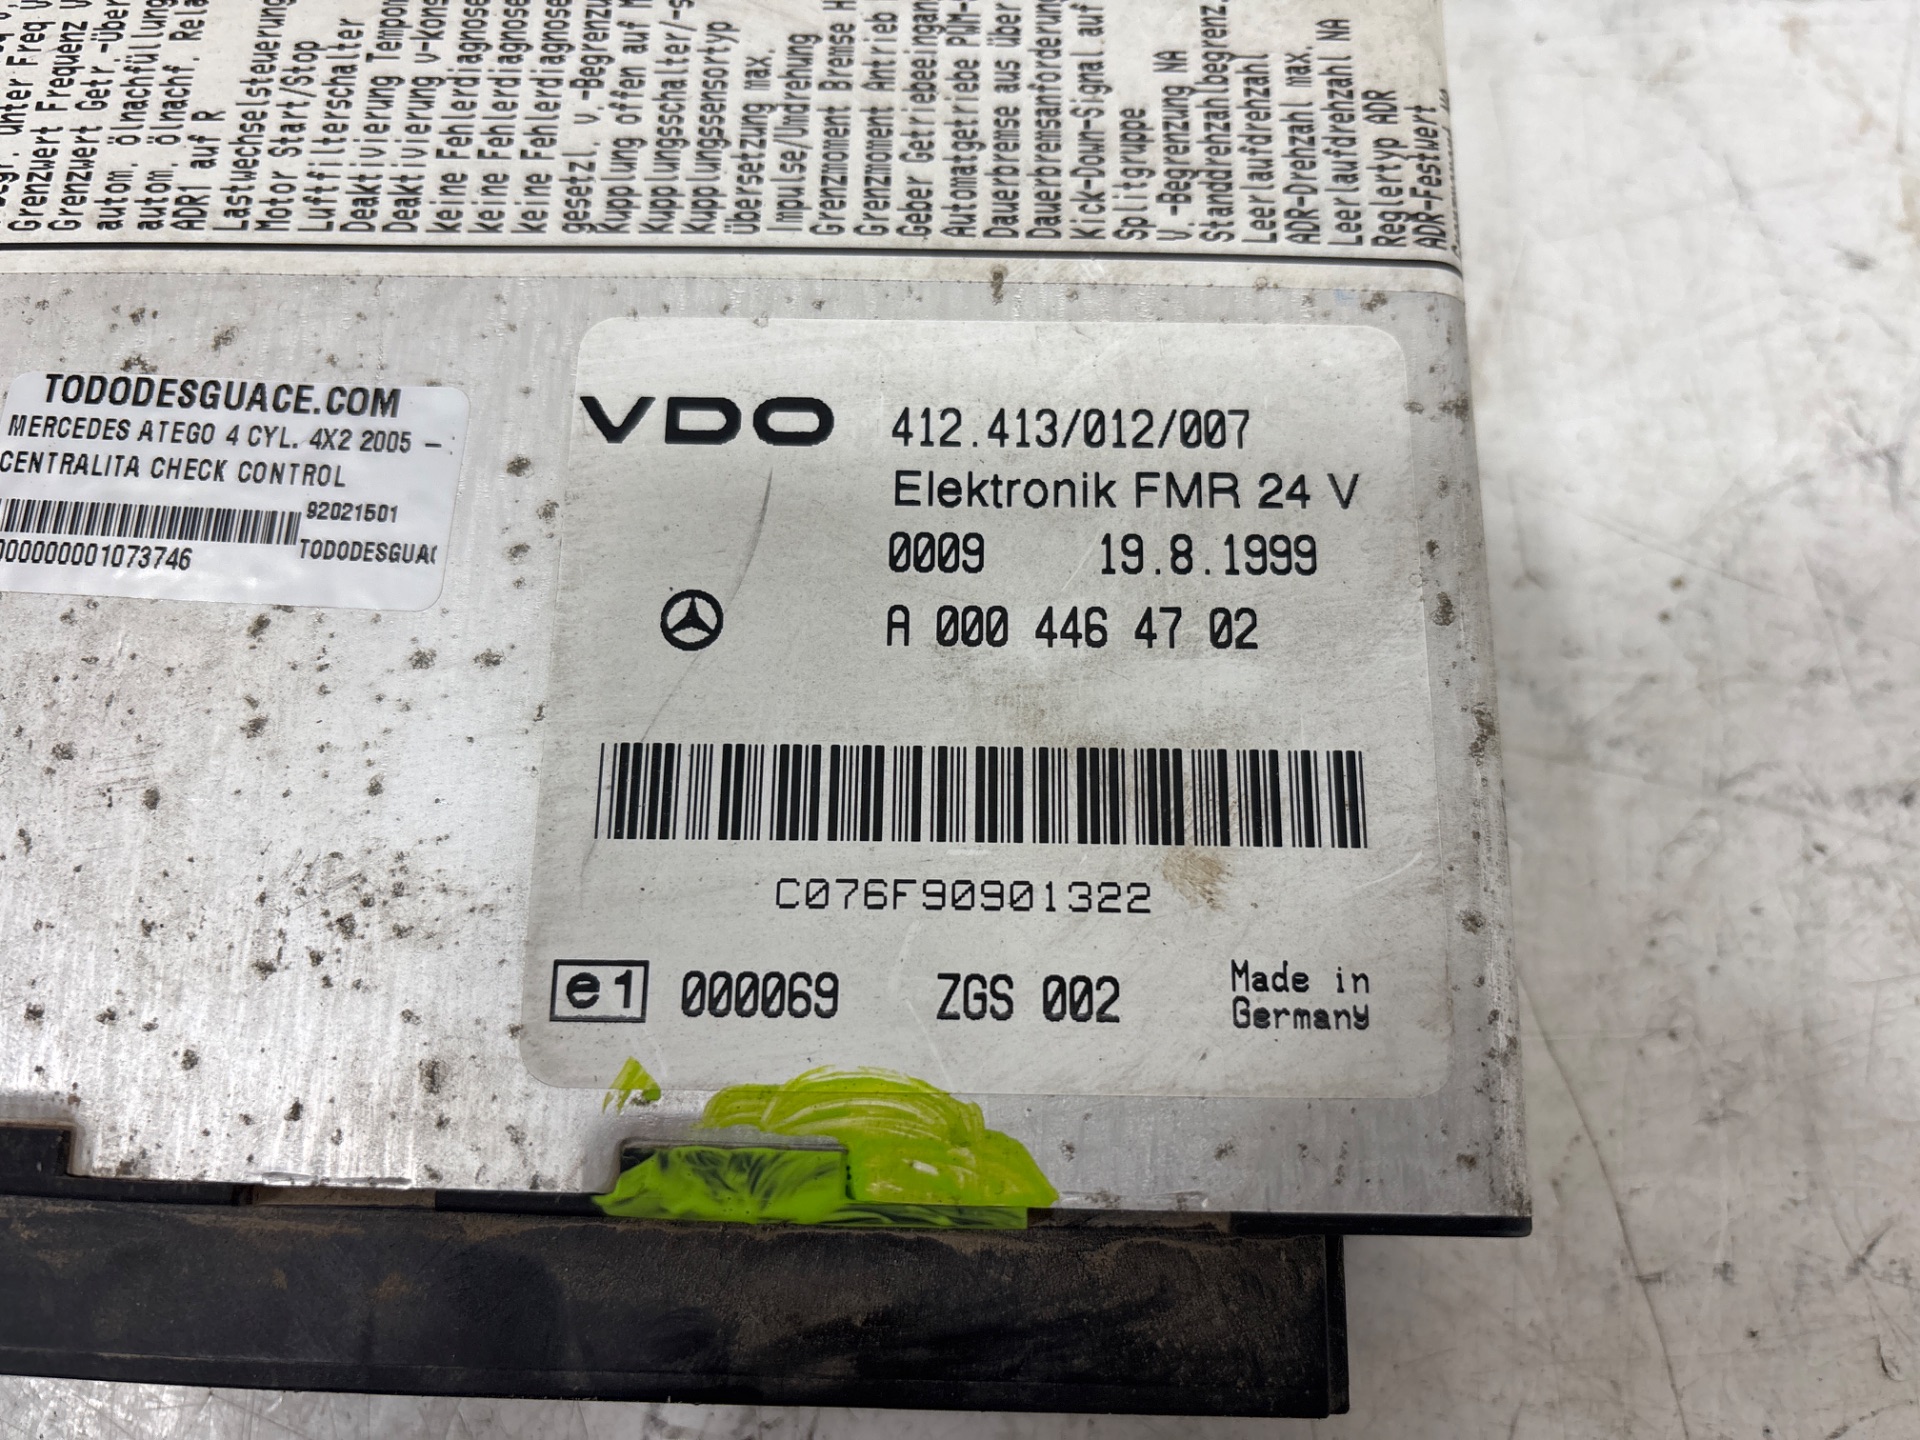 Grenzwert Freq U
Grenzwert Frequenz
Grenzwert Getr.-Über
autom. Ölnachfüllung
autom. Ölnachf. Rela
ADR1 auf R
Lastwechselsteuerung
Motor Start/Stop
Luftfilterschalter
Deaktivierung Tempom
Deaktivierung v-kons
keine Fehlerdiagnose
keine Fehlerdiagnose
keine Fehlerdiagnose
gesetzl. v.-Begrenzu
Kupplung offen auf M
Kupplungsschalter/-s
Kupplungssensortyp
Übersetzung max.
Impulse/Umdrehung
Grenzmoment Bremse H
Grenzmoment Antrieb
Geber Getriebeeingan
Automatgetriebe PWM-
Dauerbremse aus über
Dauerbremsanforderung
Kick-Down-Signal auf
Splitgruppe
V.-Begrenzung NA
Standdrehzahlbegrenz.
Leerlaufdrehzahl
ADR-Drehzahl max.
Leerlaufdrehzahl NA
Reglertyp ADR
ADR-Festwert
TODODESGUACE.COM
MERCEDES ATEGO 4 CYL. 4X2 2005 -
CENTRALITA CHECK CONTROL
92021501
000000001073746 TODODESGUAC
VDO 412.413/012/007
Elektronik FMR 24 V
0009 19.8.1999
A 000 446 47 02
C076F90901322
e1 000069 ZGS 002 Made in
Germany